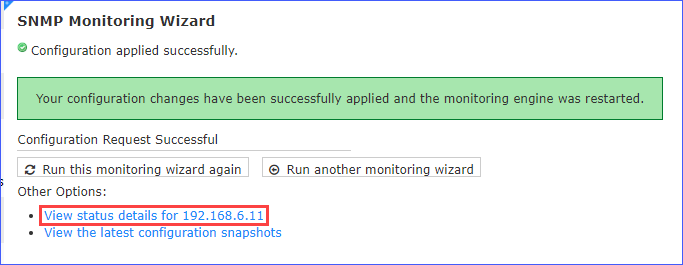 SNMP Monitoring Wizard
Configuration applied successfully.
Your configuration changes have been successfully applied and the monitoring engine was restarted.
Configuration Request Successful
Run this monitoring wizard again Run another monitoring wizard
Other Options:
View status details for 192.168.6.11
View the latest configuration snapshots